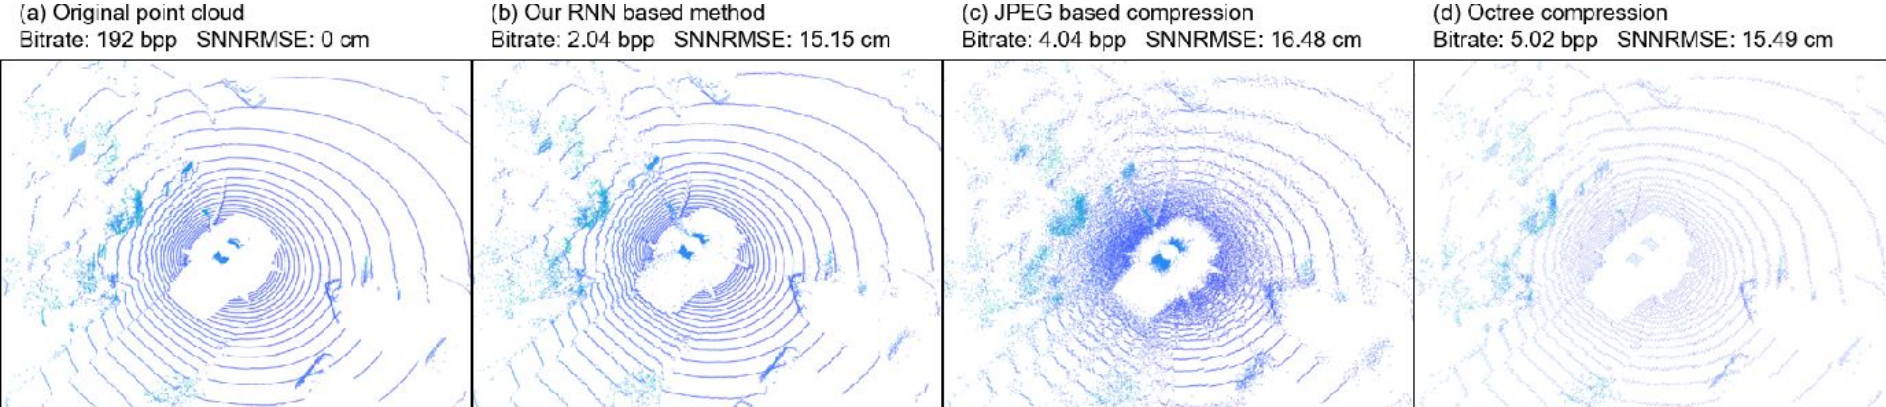 (a) Original point cloud
Bitrate: 192 bpp SNNRMSE: 0 cm
(b) Our RNN based method
Bitrate: 2.04 bpp SNNRMSE: 15.15 cm
(c) JPEG based compression
Bitrate: 4.04 bpp SNNRMSE: 16.48 cm
(d) Octree compression
Bitrate: 5.02 bpp SNNRMSE: 15.49 cm